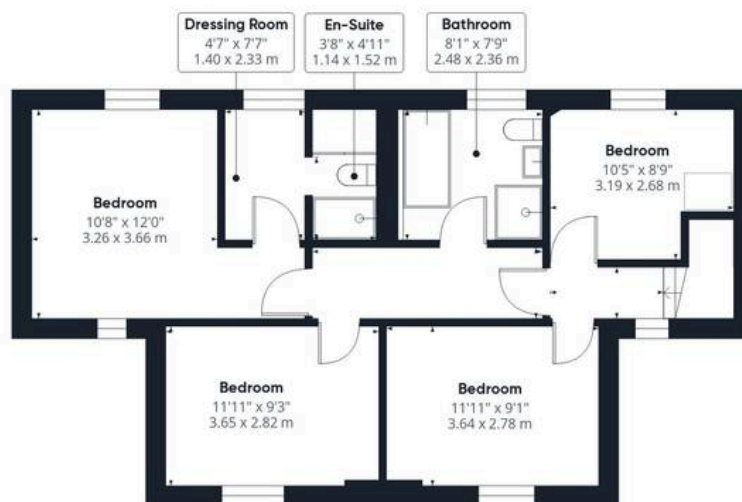 Dressing Room
4'7" x 7'7"
1.40 x 2.33 m
En-Suite
3'8" x 4'11"
1.14 x 1.52 m
Bathroom
8'1" x 7'9"
2.48 x 2.36 m
Bedroom
10'8" x 12'0"
3.26 x 3.66 m
Bedroom
10'5" x 8'9"
3.19 x 2.68 m
Bedroom
11'11" x 9'3"
3.65 x 2.82 m
Bedroom
11'11" x 9'1"
3.64 x 2.78 m